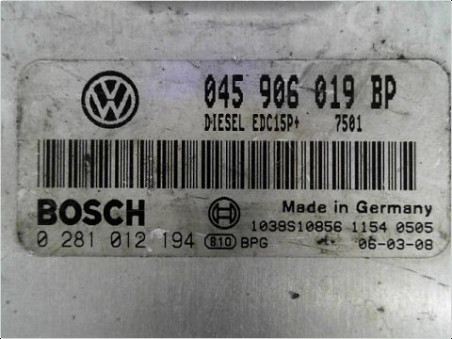 045 906 019 BP
DIESEL EDC15P+ 7501
BOSCH
Made in Germany
1039S10856 1154 0505
0 281 012 194 810 BPG 06-03-08